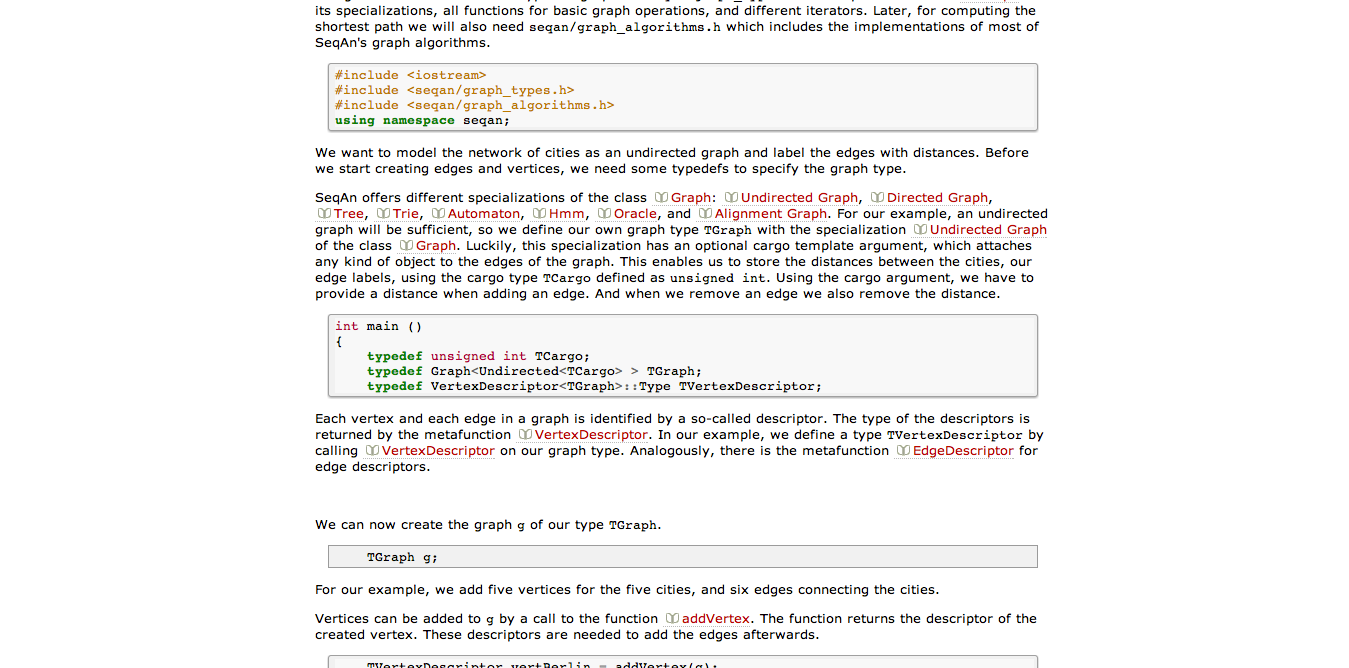 its specializations, all functions for basic graph operations, and different iterators. Later, for computing the
shortest path we will also need seqan/graph_algorithms.h which includes the implementations of most of
SeqAn's graph algorithms.
#include <iostream>
#include <seqan/graph_types.h>
#include <seqan/graph_algorithms.h>
using namespace seqan;
We want to model the network of cities as an undirected graph and label the edges with distances. Before
we start creating edges and vertices, we need some typedefs to specify the graph type.
SeqAn offers different specializations of the class Graph: Undirected Graph, Directed Graph,
Tree, Trie, Automaton, Hmm, Oracle, and Alignment Graph. For our example, an undirected
graph will be sufficient, so we define our own graph type TGraph with the specialization Undirected Graph
of the class Graph. Luckily, this specialization has an optional cargo template argument, which attaches
any kind of object to the edges of the graph. This enables us to store the distances between the cities, our
edge labels, using the cargo type TCargo defined as unsigned int. Using the cargo argument, we have to
provide a distance when adding an edge. And when we remove an edge we also remove the distance.
int main ()
{
typedef unsigned int TCargo;
typedef Graph<Undirected<TCargo> > TGraph;
typedef VertexDescriptor<TGraph>::Type TVertexDescriptor;
Each vertex and each edge in a graph is identified by a so-called descriptor. The type of the descriptors is
returned by the metafunction VertexDescriptor. In our example, we define a type TVertexDescriptor by
calling VertexDescriptor on our graph type. Analogously, there is the metafunction EdgeDescriptor for
edge descriptors.
We can now create the graph g of our type TGraph.
TGraph g;
For our example, we add five vertices for the five cities, and six edges connecting the cities.
Vertices can be added to g by a call to the function addVertex. The function returns the descriptor of the
created vertex. These descriptors are needed to add the edges afterwards.
TVertexDescriptor vertBerlin = addVertex(g);